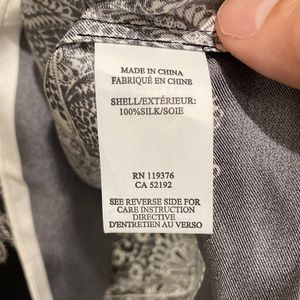 MADE IN CHINA
FABRIQUÉ EN CHINE
SHELL/EXTÉRIEUR:
100%SILK/SOIE
RN 119376
CA 52192
SEE REVERSE SIDE FOR
CARE INSTRUCTION
DIRECTIVE
D'ENTRETIEN AU VERSO